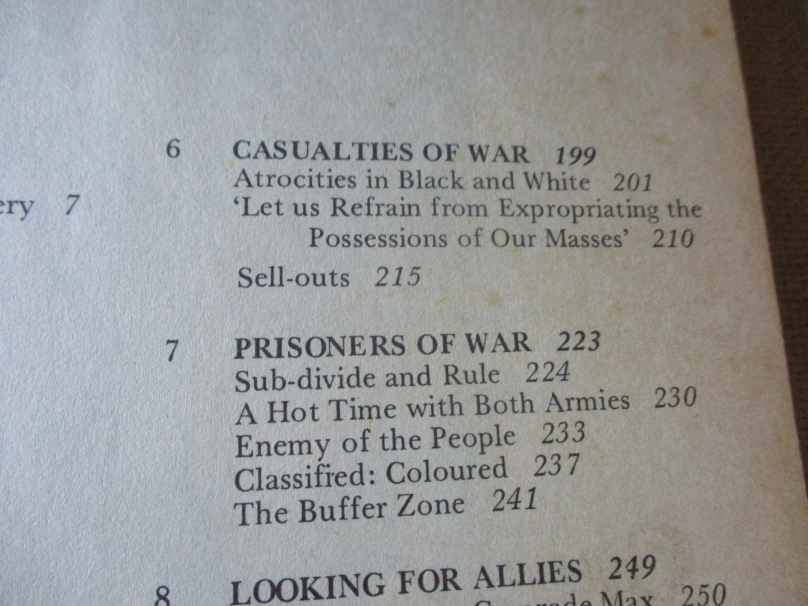 6 CASUALTIES OF WAR 199
Atrocities in Black and White 201
‘Let us Refrain from Expropriating the
Possessions of Our Masses’ 210
Sell-outs 215
ery 7
7 PRISONERS OF WAR 223
Sub-divide and Rule 224
A Hot Time with Both Armies 230
Enemy of the People 233
Classified: Coloured 237
The Buffer Zone 241
8 LOOKING FOR ALLIES 249
Comrade Max 250